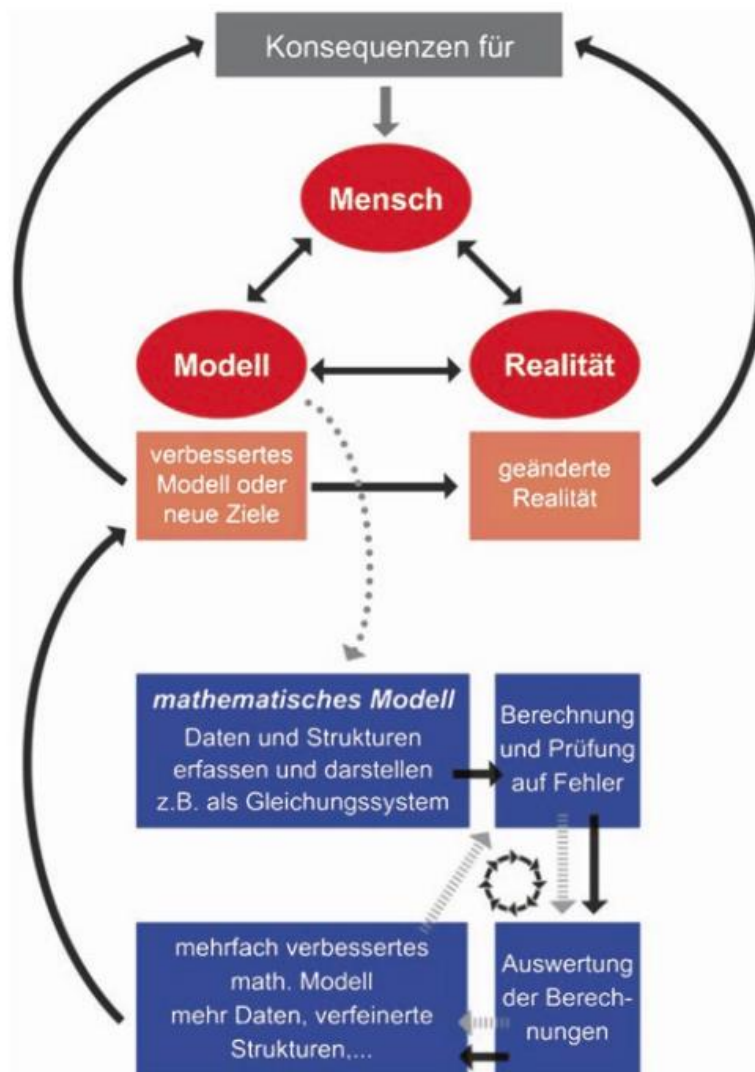 Konsequenzen für
Mensch
Modell
Realität
verbessertes
Modell oder
neue Ziele
geänderte
Realität
mathematisches Modell
Daten und Strukturen
erfassen und darstellen
z.B. als Gleichungssystem
Berechnung
und Prüfung
auf Fehler
mehrfach verbessertes
math. Modell
mehr Daten, verfeinerte
Strukturen,...
Auswertung
der Berech-
nungen